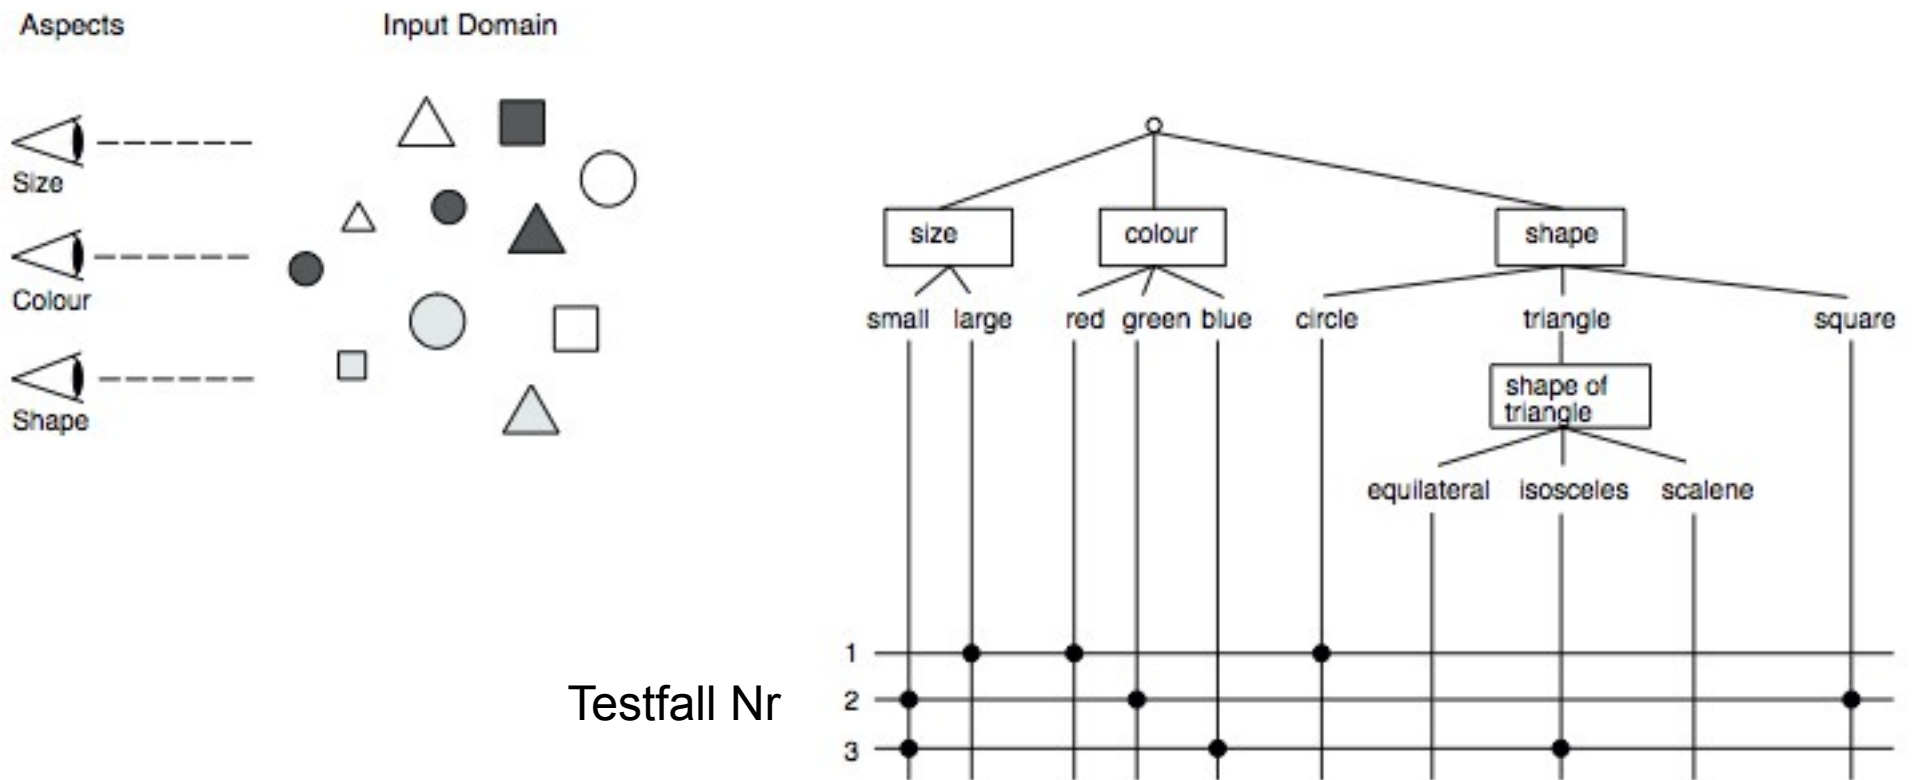 Aspects
Input Domain
Size
Colour
Shape
size
colour
shape
small large
red green blue
circle
triangle
square
shape of
triangle
equilateral isosceles scalene
Testfall Nr
1
2
3